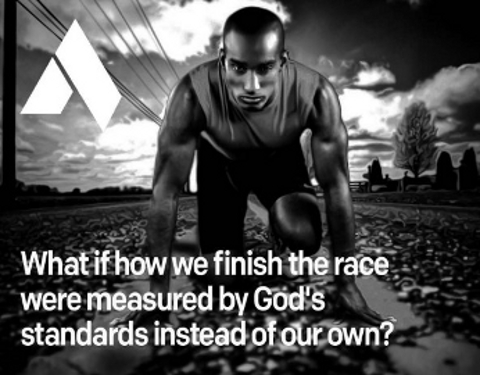 What if how we finish the race
were measured by God's
standards instead of our own?